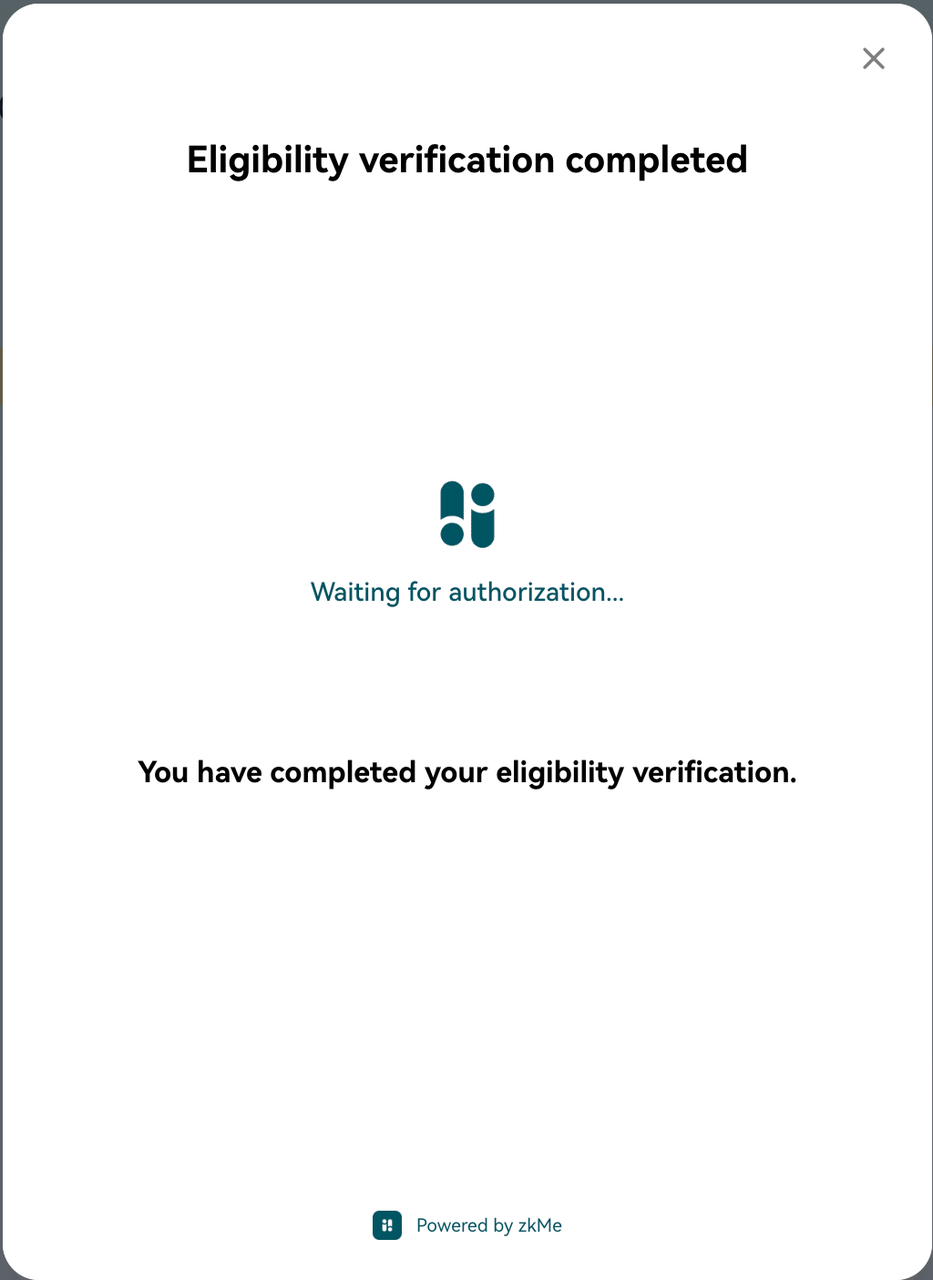 Eligibility verification completed
Waiting for authorization...
You have completed your eligibility verification.
Powered by zkMe